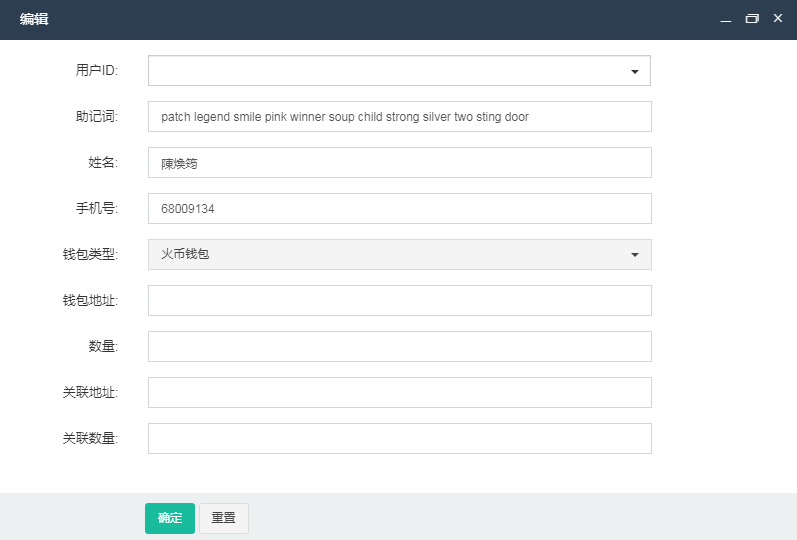 编辑
用户ID:
助记词: patch legend smile pink winner soup child strong silver two sting door
姓名: 陳煥筠
手机号: 68009134
钱包类型: 火币钱包
钱包地址:
数量:
关联地址:
关联数量:
确定 重置